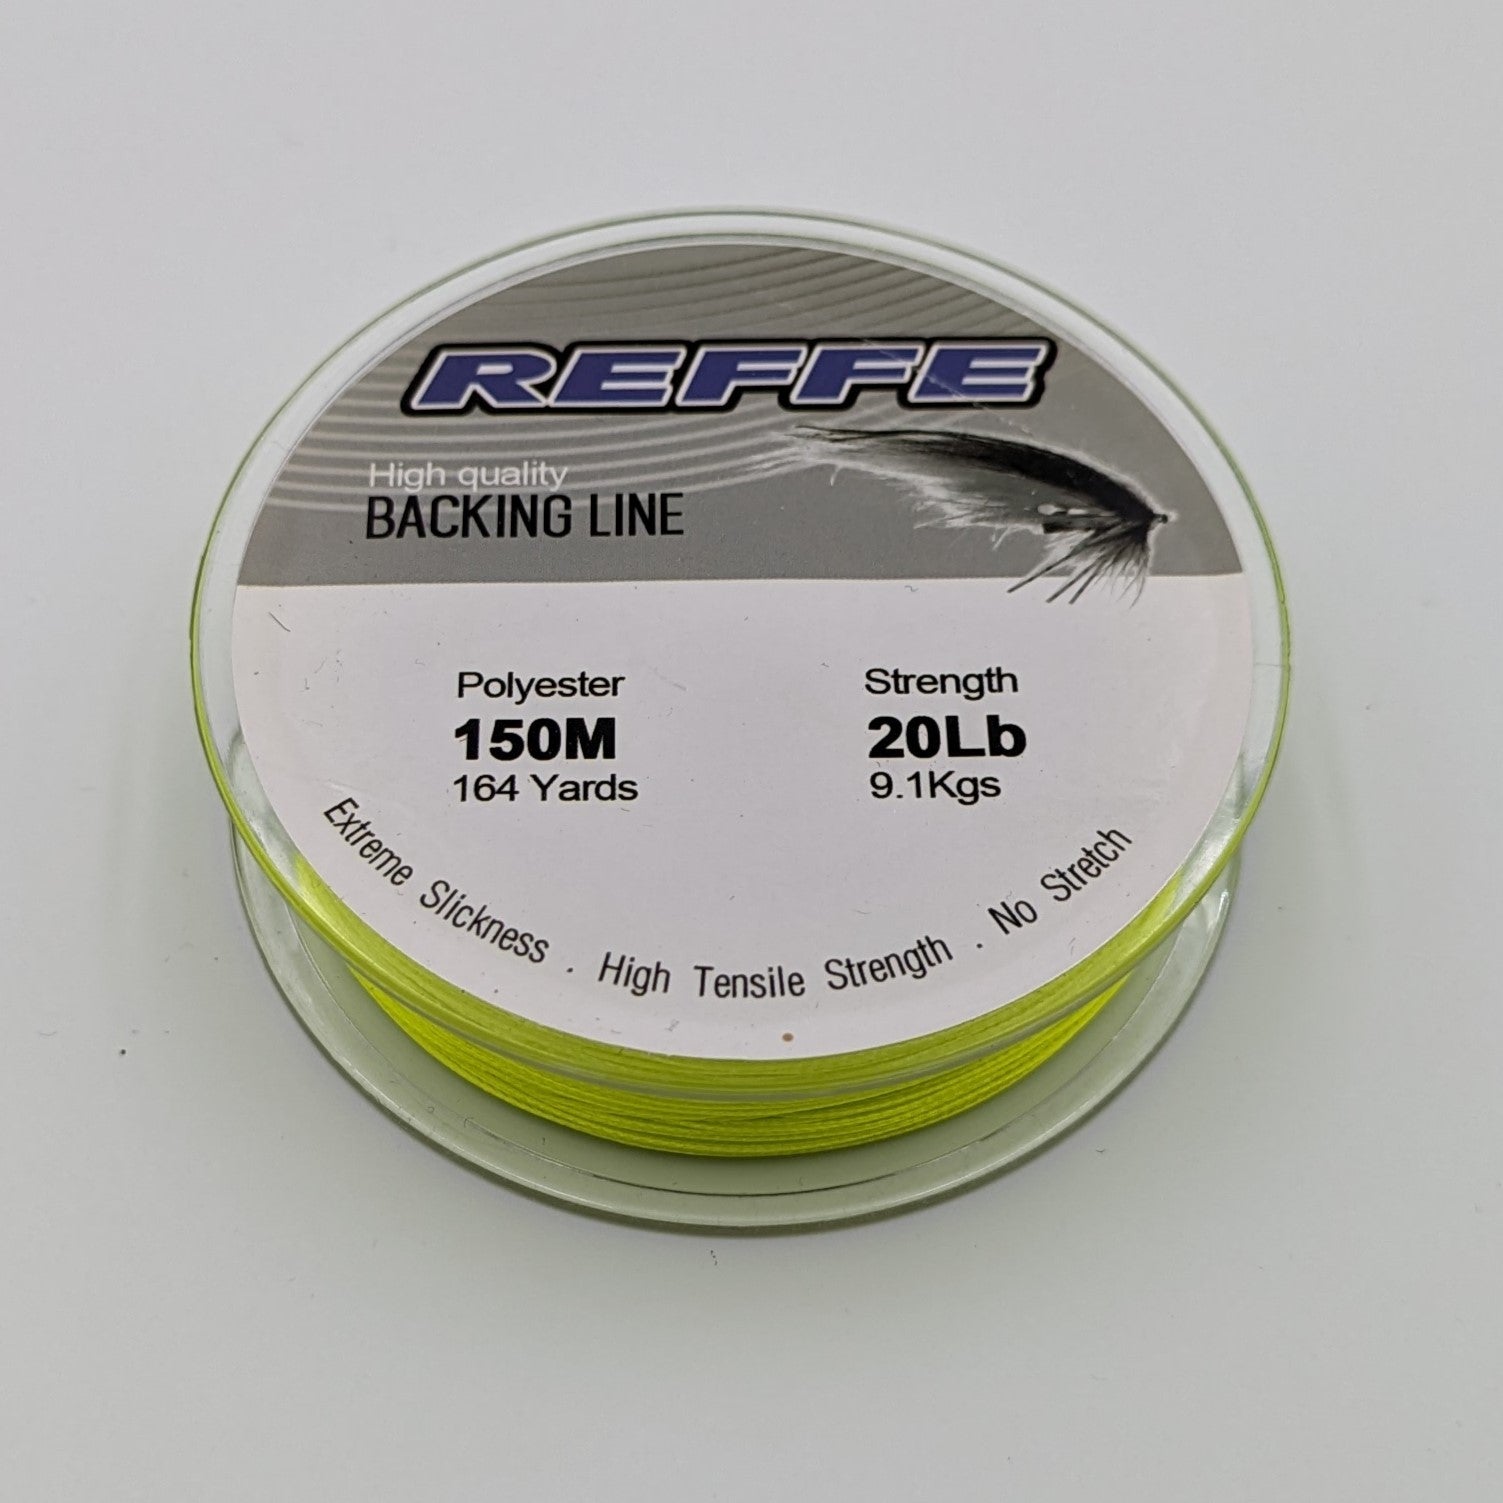 REFFE
High quality
BACKING LINE
Polyester
150M
164 Yards
Strength
20Lb
9.1Kgs
Extreme Slickness . High Tensile Strength . No Stretch